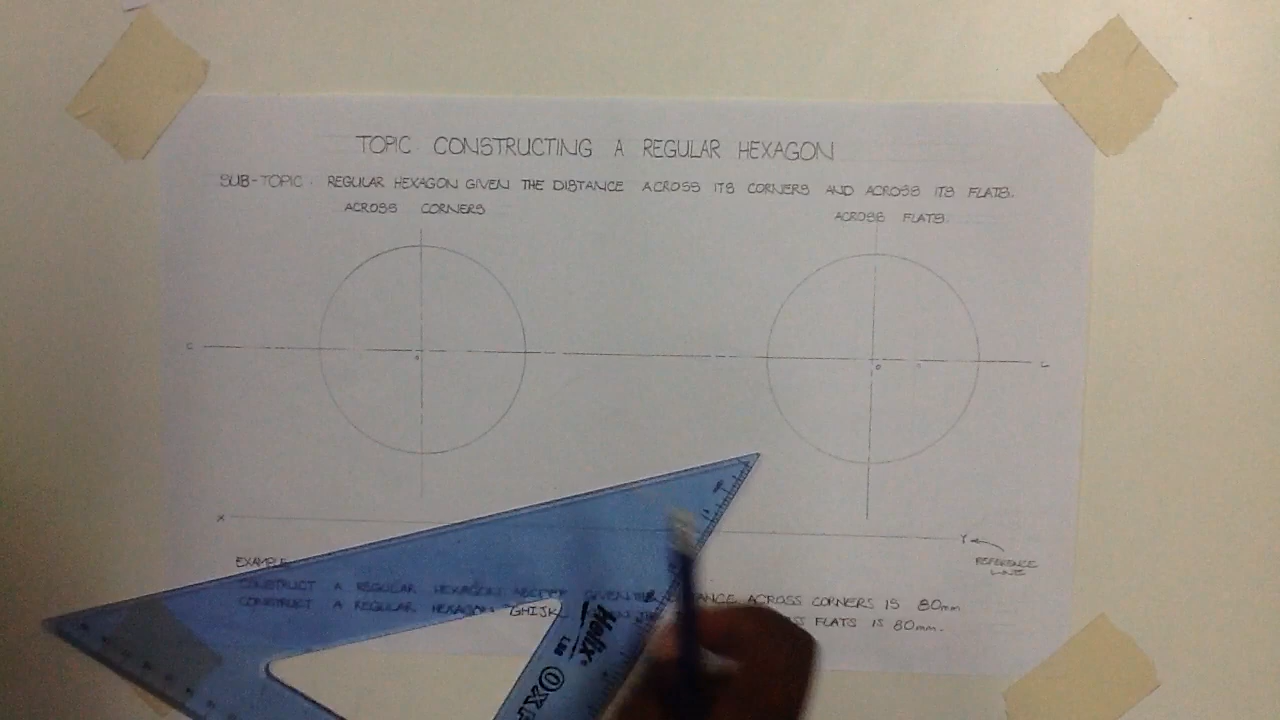 TOPIC CONSTRUCTING A REGULAR HEXAGON
SUB-TOPIC. REGULAR HEXAGON GIVEN THE DISTANCE ACROSS ITS CORNERS AND ACROSS ITS FLATS.
ACROSS CORNERS
ACROSS FLATS.
C
L
o
o
X
Y
REFERENCE
LINE
EXAMPLE
CONSTRUCT A REGULAR HEXAGON GIVEN ACROSS CORNERS IS 80mm
CONSTRUCT A REGULAR HEXAGON GHIJKL FLATS IS 80mm.
Helix